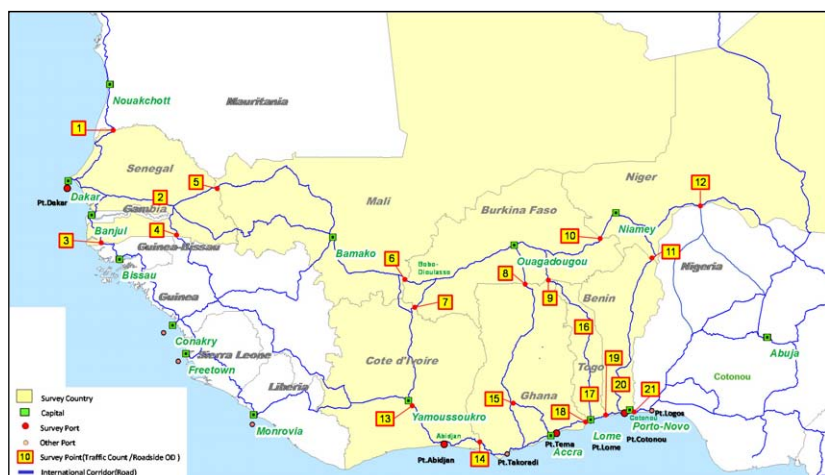 Nouakchott
Mauritania
1
Senegal
5
2
Pt.Dakar
Dakar
Gambia
Banjul
4
3
Guinea-Bissau
Bissau
Mali
Niger
12
Burkina Faso
10
Niamey
11
Bamako
6
Bobo-
Dioulasso
Ouagadougou
Nigeria
8
9
7
Guinea
Benin
16
Conakry
Sierra Leone
Freetown
Cote d'Ivoire
19
Abuja
Togo
Liberia
Cotonou
15
Ghana
17
20
21
13
Yamoussukro
18
Cotonou
Pt.Logos
Monrovia
Abidjan
Lome
Porto-Novo
Pt.Tema
Pt.Lome
Pt.Cotonou
Accra
Pt.Abidjan
14
Pt.Takoradi
Survey Country
Capital
Survey Port
Other Port
10 Survey Point(Traffic Count /Roadside OD )
International Corridor(Road)